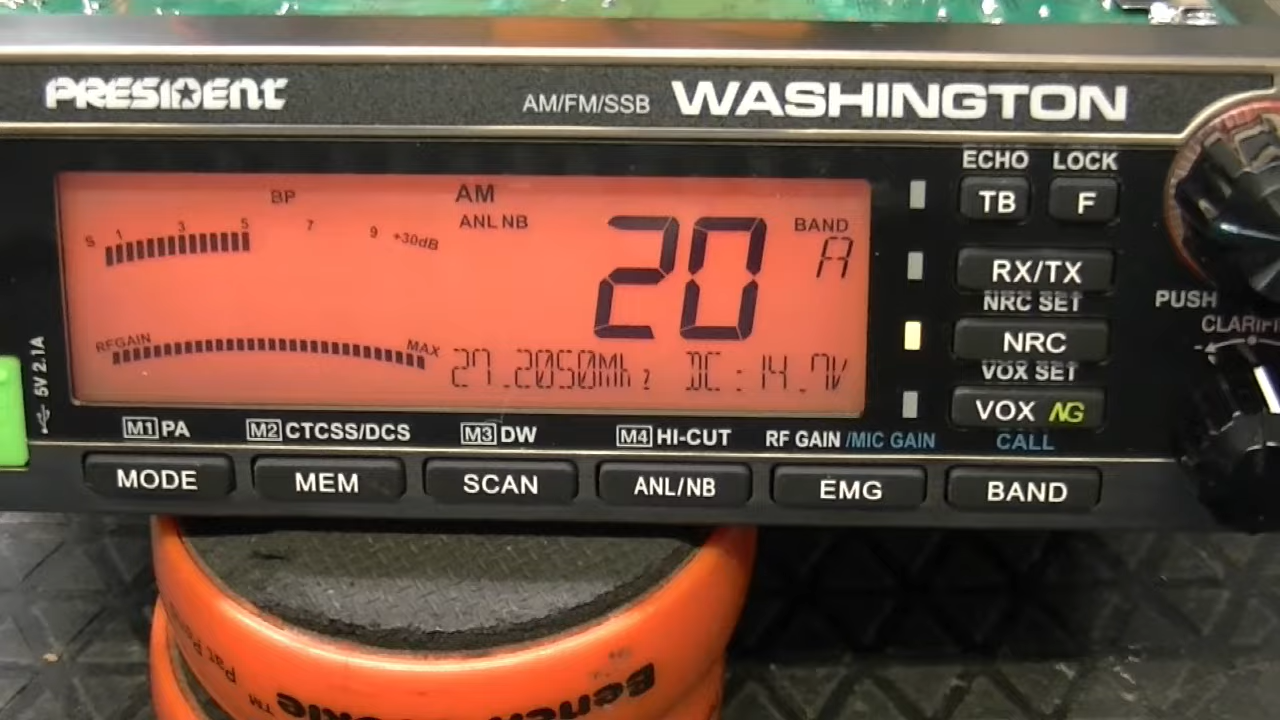 PRESIDENT AM/FM/SSB WASHINGTON
ECHO LOCK
TB F
BP AM
ANL NB
20
BAND
A
S 1 3 5 7 9 +30dB
RX/TX
NRC SET
NRC
VOX SET
VOX NG
CALL
PUSH
RFGAIN MAX
27.2050MHz DC:14.7V
5V 2.1A
M1 PA M2 CTCSS/DCS M3 DW M4 HI-CUT RF GAIN /MIC GAIN
MODE MEM SCAN ANL/NB EMG BAND